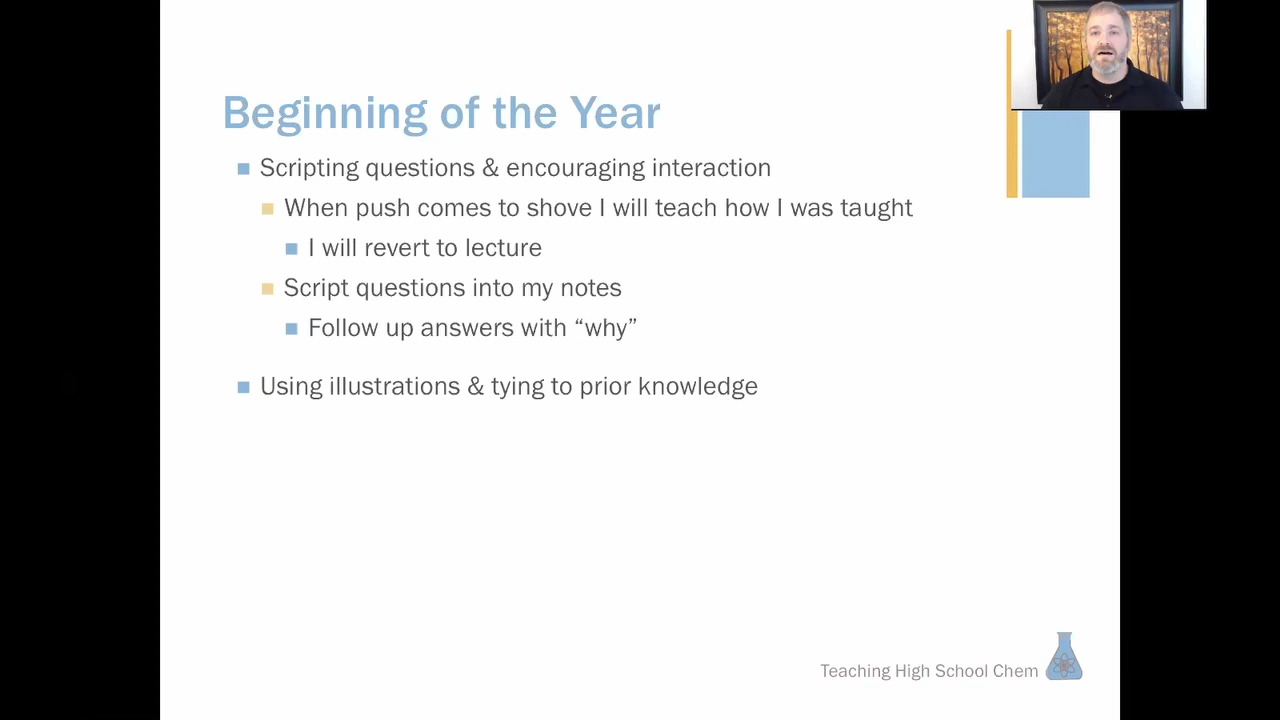 Beginning of the Year
Scripting questions & encouraging interaction
When push comes to shove I will teach how I was taught
I will revert to lecture
Script questions into my notes
Follow up answers with “why”
Using illustrations & tying to prior knowledge
Teaching High School Chem